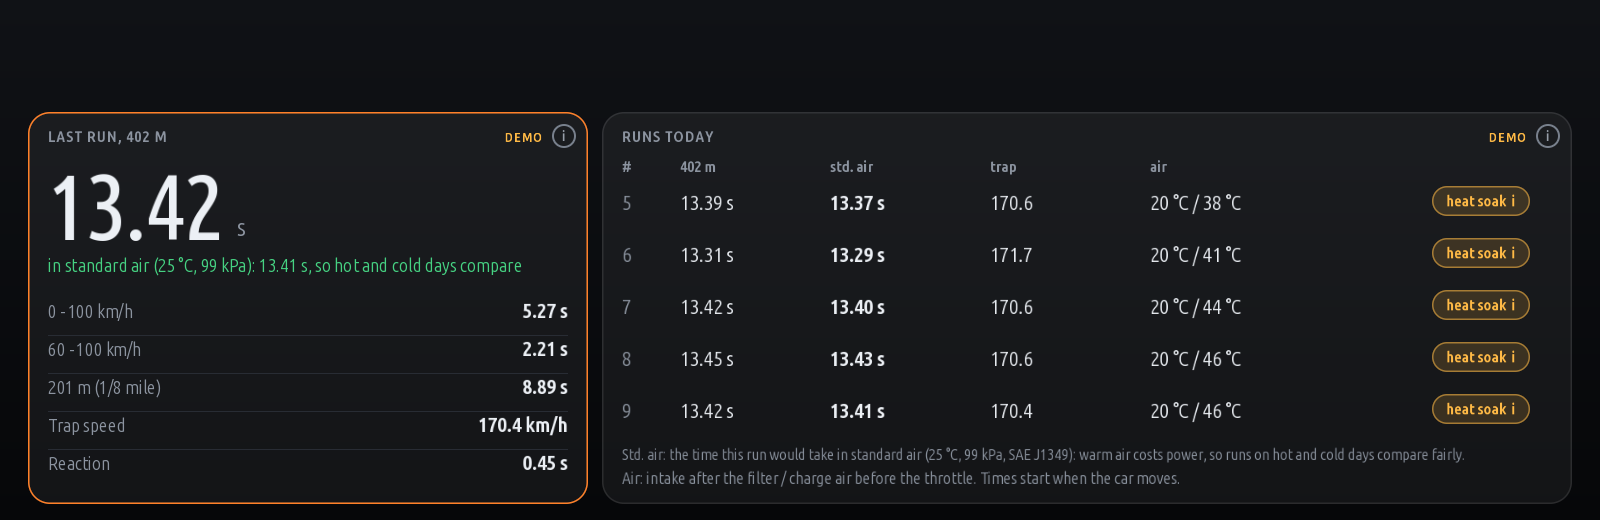 LAST RUN, 402 M DEMO i
13.42 s
in standard air (25 °C, 99 kPa): 13.41 s, so hot and cold days compare
0 - 100 km/h 5.27 s
60 - 100 km/h 2.21 s
201 m (1/8 mile) 8.89 s
Trap speed 170.4 km/h
Reaction 0.45 s
RUNS TODAY DEMO i
# 402 m std. air trap air
5 13.39 s 13.37 s 170.6 20 °C / 38 °C heat soak i
6 13.31 s 13.29 s 171.7 20 °C / 41 °C heat soak i
7 13.42 s 13.40 s 170.6 20 °C / 44 °C heat soak i
8 13.45 s 13.43 s 170.6 20 °C / 46 °C heat soak i
9 13.42 s 13.41 s 170.4 20 °C / 46 °C heat soak i
Std. air: the time this run would take in standard air (25 °C, 99 kPa, SAE J1349): warm air costs power, so runs on hot and cold days compare fairly.
Air: intake after the filter / charge air before the throttle. Times start when the car moves.